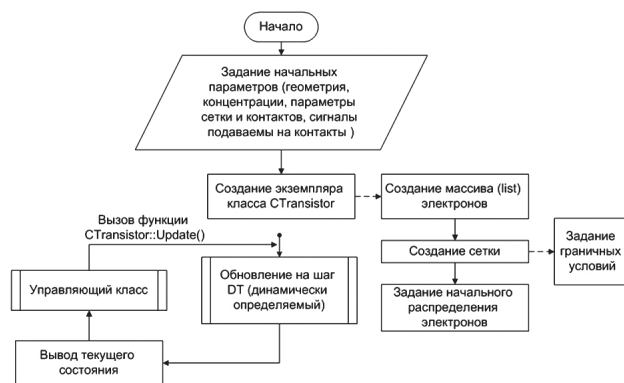 Начало
Задание начальных
параметров (геометрия,
концентрации, параметры
сетки и контактов, сигналы
подаваемы на контакты )
Создание экземпляра
класса CTransistor
Создание массива (list)
электронов
Вызов функции
CTransistor::Update()
Создание сетки
Задание
граничных
условий
Управляющий класс
Обновление на шаг
DT (динамически
определяемый)
Задание начального
распределения
электронов
Вывод текущего
состояния